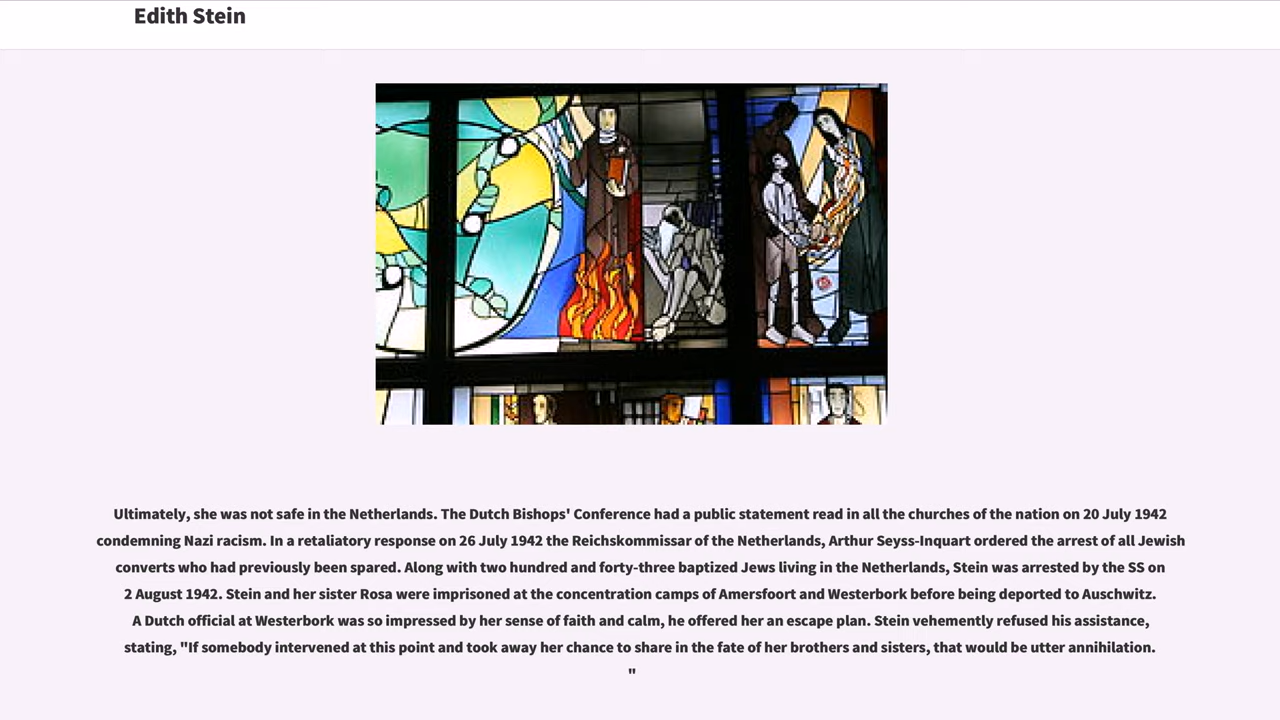 Edith Stein
Ultimately, she was not safe in the Netherlands. The Dutch Bishops' Conference had a public statement read in all the churches of the nation on 20 July 1942
condemning Nazi racism. In a retaliatory response on 26 July 1942 the Reichskommissar of the Netherlands, Arthur Seyss-Inquart ordered the arrest of all Jewish
converts who had previously been spared. Along with two hundred and forty-three baptized Jews living in the Netherlands, Stein was arrested by the SS on
2 August 1942. Stein and her sister Rosa were imprisoned at the concentration camps of Amersfoort and Westerbork before being deported to Auschwitz.
A Dutch official at Westerbork was so impressed by her sense of faith and calm, he offered her an escape plan. Stein vehemently refused his assistance,
stating, "If somebody intervened at this point and took away her chance to share in the fate of her brothers and sisters, that would be utter annihilation.
"